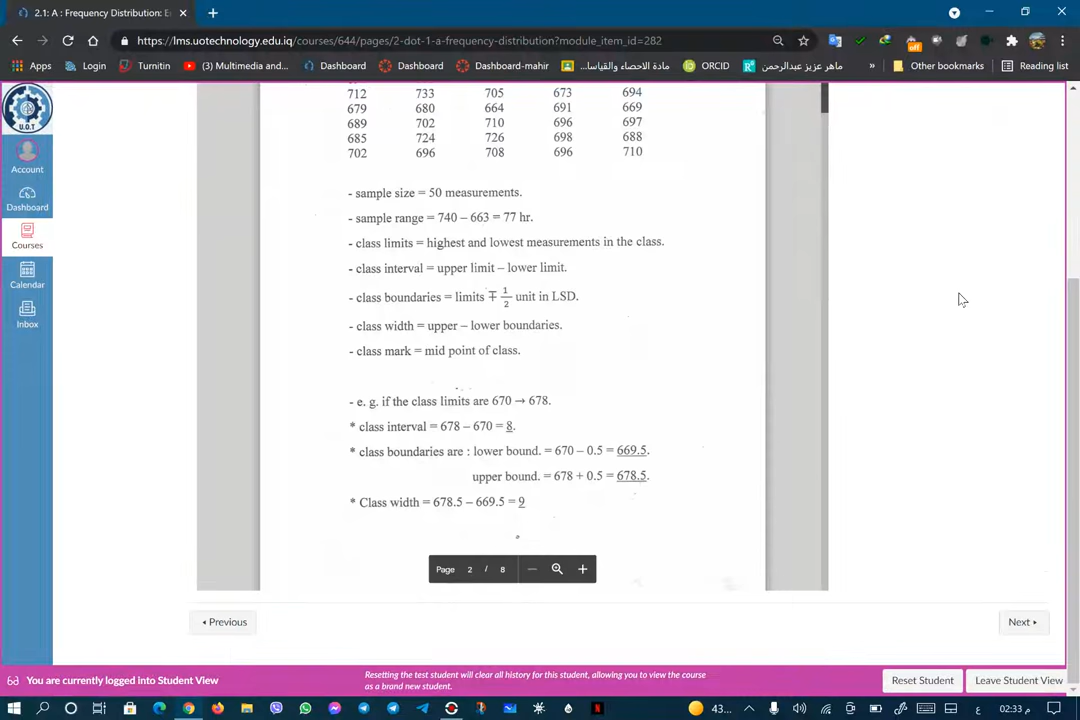 2.1: A : Frequency Distribution: E
https://lms.uotechnology.edu.iq/courses/644/pages/2-dot-1-a-frequency-distribution?module_item_id=282
off
Apps Login Turnitin (3) Multimedia and... Dashboard Dashboard Dashboard-mahir مادة الاحصاء والقياسا... ORCID ماهر عزيز عبدالرحمن » Other bookmarks Reading list
U.O.T
Account
Dashboard
Courses
Calendar
Inbox
712 733 705 673 694
679 680 664 691 669
689 702 710 696 697
685 724 726 698 688
702 696 708 696 710
- sample size = 50 measurements.
- sample range = 740 – 663 = 77 hr.
- class limits = highest and lowest measurements in the class.
- class interval = upper limit – lower limit.
- class boundaries = limits ∓ 1/2 unit in LSD.
- class width = upper – lower boundaries.
- class mark = mid point of class.
- e. g. if the class limits are 670 → 678.
* class interval = 678 – 670 = 8.
* class boundaries are : lower bound. = 670 – 0.5 = 669.5.
upper bound. = 678 + 0.5 = 678.5.
* Class width = 678.5 – 669.5 = 9
Page 2 / 8
Previous
Next
You are currently logged into Student View
Resetting the test student will clear all history for this student, allowing you to view the course
as a brand new student.
Reset Student
Leave Student View
43...
02:33 م